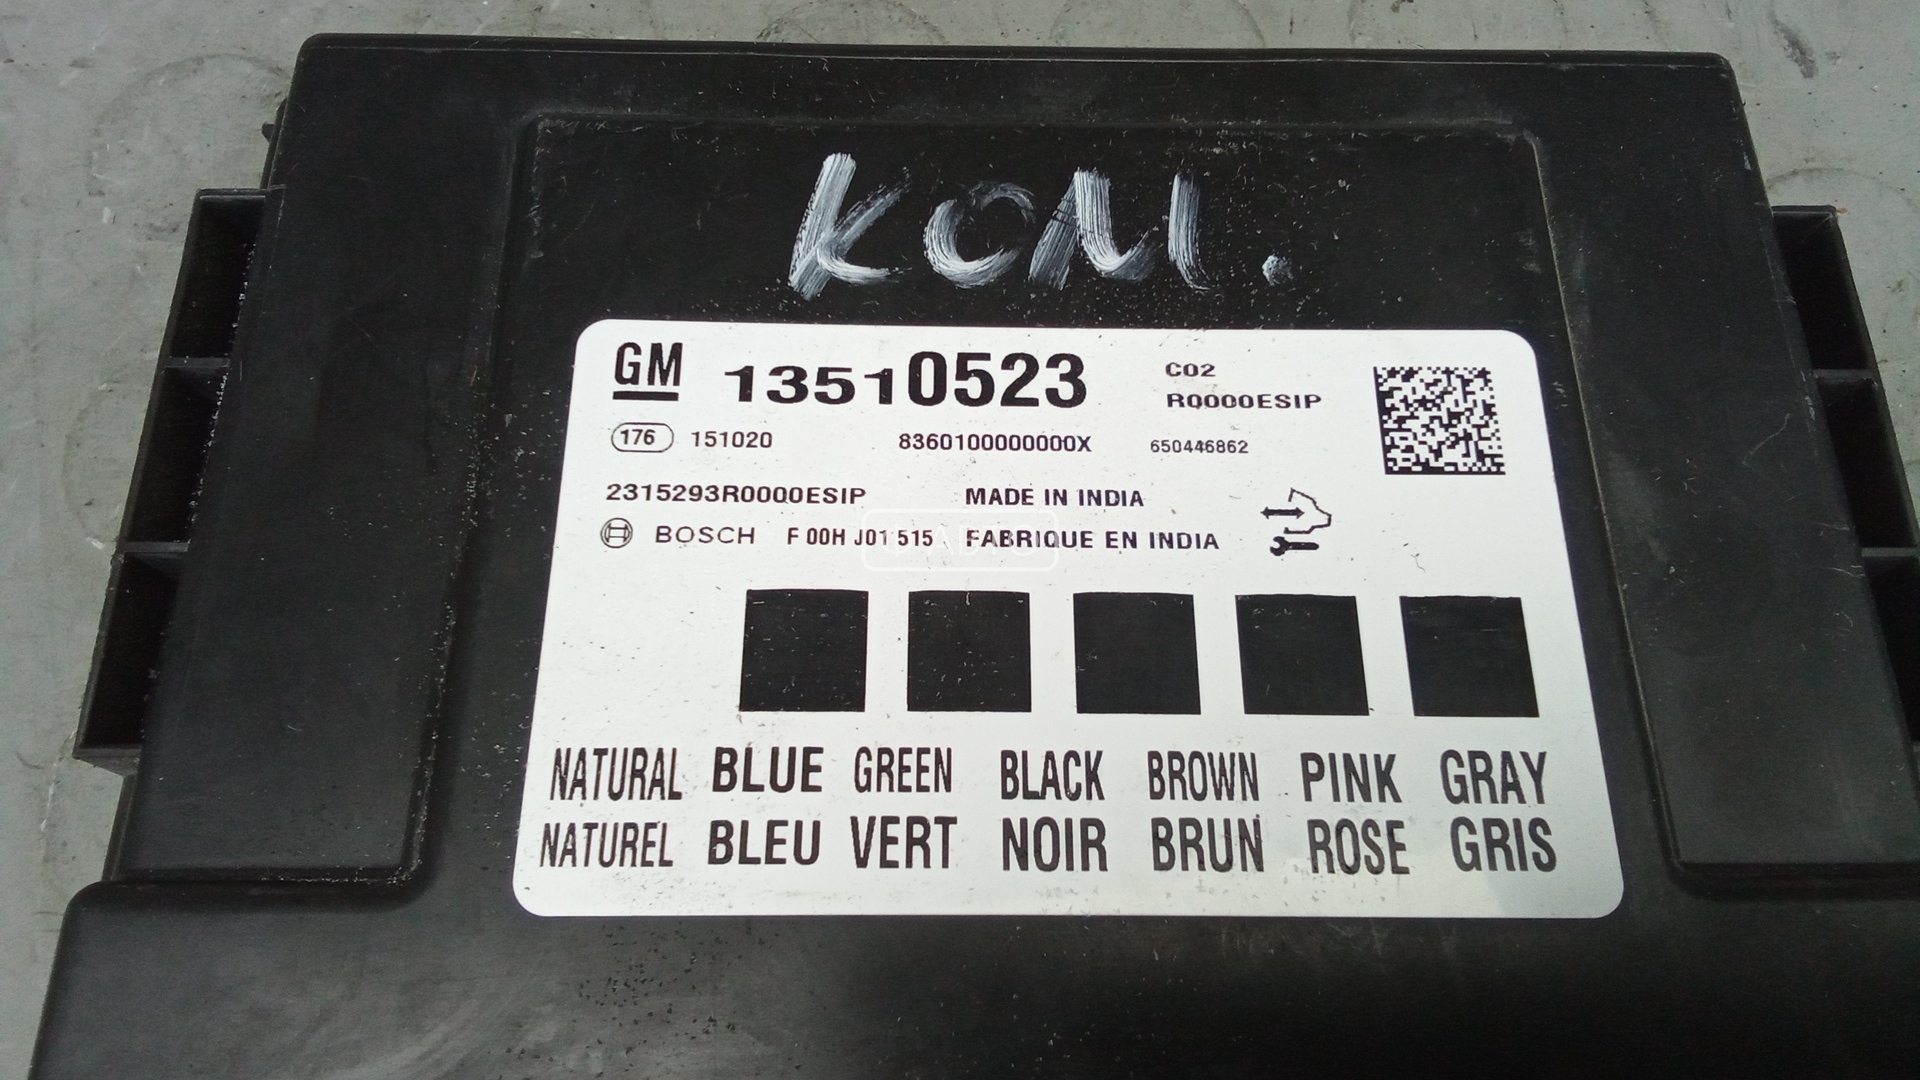 ком.
GM 13510523 C02
R0000ESIP
176 151020 8360100000000X 650446862
2315293R0000ESIP MADE IN INDIA
BOSCH F 00H J01 515 FABRIQUE EN INDIA
NATURAL BLUE GREEN BLACK BROWN PINK GRAY
NATUREL BLEU VERT NOIR BRUN ROSE GRIS